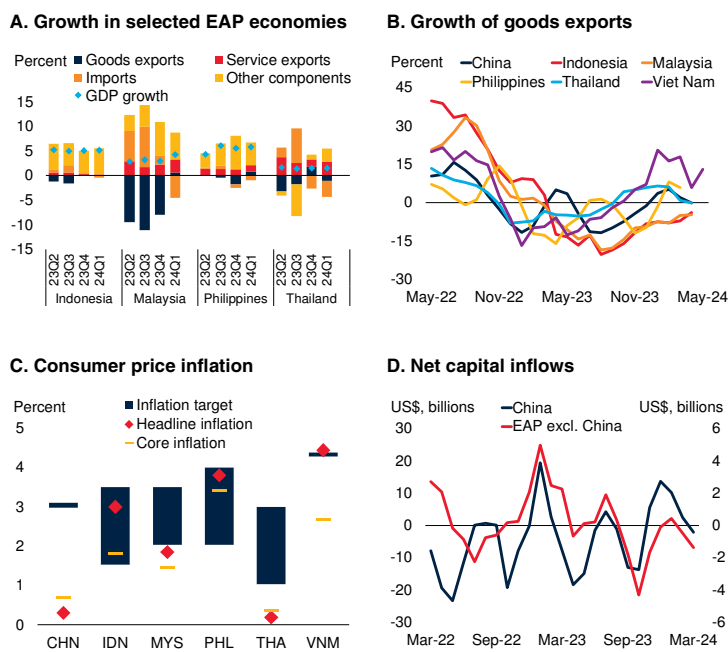 A. Growth in selected EAP economies
Percent
Goods exports
Service exports
Imports
Other components
GDP growth
15
10
5
0
-5
-10
-15
23Q2
23Q3
23Q4
24Q1
23Q2
23Q3
23Q4
24Q1
23Q2
23Q3
23Q4
24Q1
23Q2
23Q3
23Q4
24Q1
Indonesia
Malaysia
Philippines
Thailand
B. Growth of goods exports
Percent
China
Indonesia
Malaysia
Philippines
Thailand
Viet Nam
45
30
15
0
-15
-30
May-22
Nov-22
May-23
Nov-23
May-24
C. Consumer price inflation
Percent
Inflation target
Headline inflation
Core inflation
5
4
3
2
1
0
CHN
IDN
MYS
PHL
THA
VNM
D. Net capital inflows
US$, billions
China
EAP excl. China
US$, billions
30
20
10
0
-10
-20
-30
6
4
2
0
-2
-4
-6
Mar-22
Sep-22
Mar-23
Sep-23
Mar-24